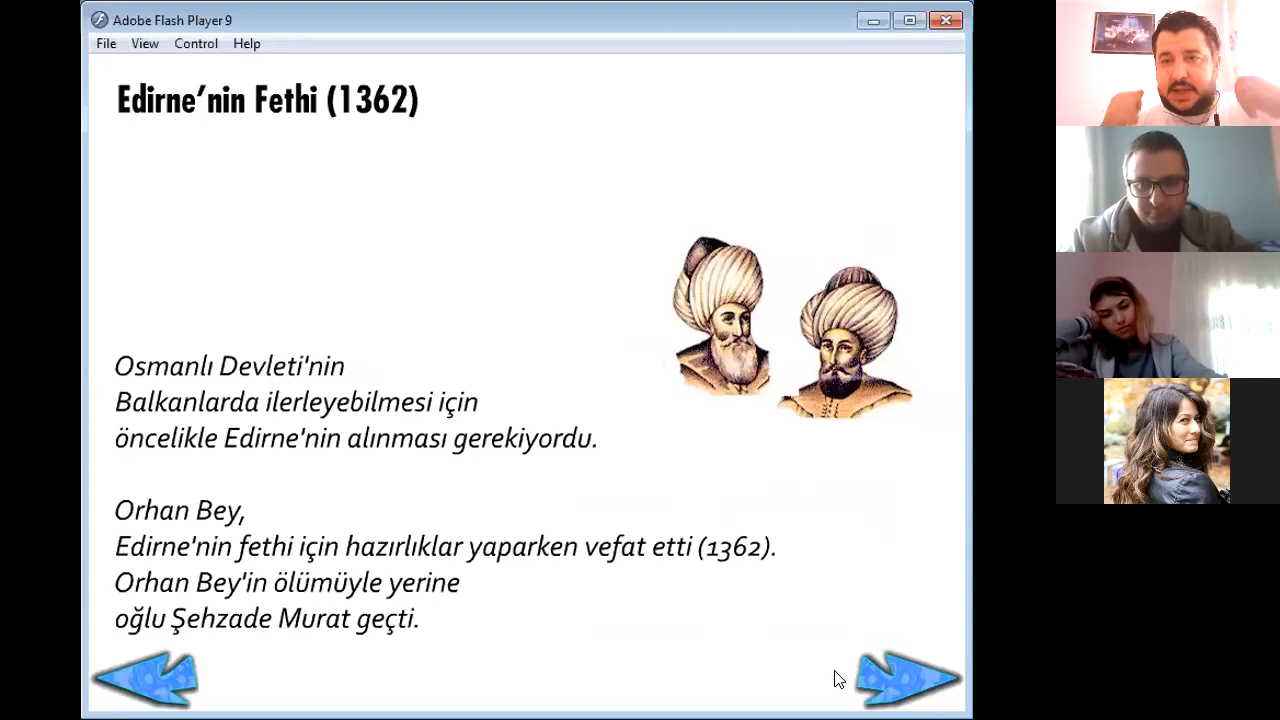 Adobe Flash Player 9
File View Control Help
Edirne'nin Fethi (1362)
Osmanlı Devleti'nin
Balkanlarda ilerleyebilmesi için
öncelikle Edirne'nin alınması gerekiyordu.
Orhan Bey,
Edirne'nin fethi için hazırlıklar yaparken vefat etti (1362).
Orhan Bey'in ölümüyle yerine
oğlu Şehzade Murat geçti.